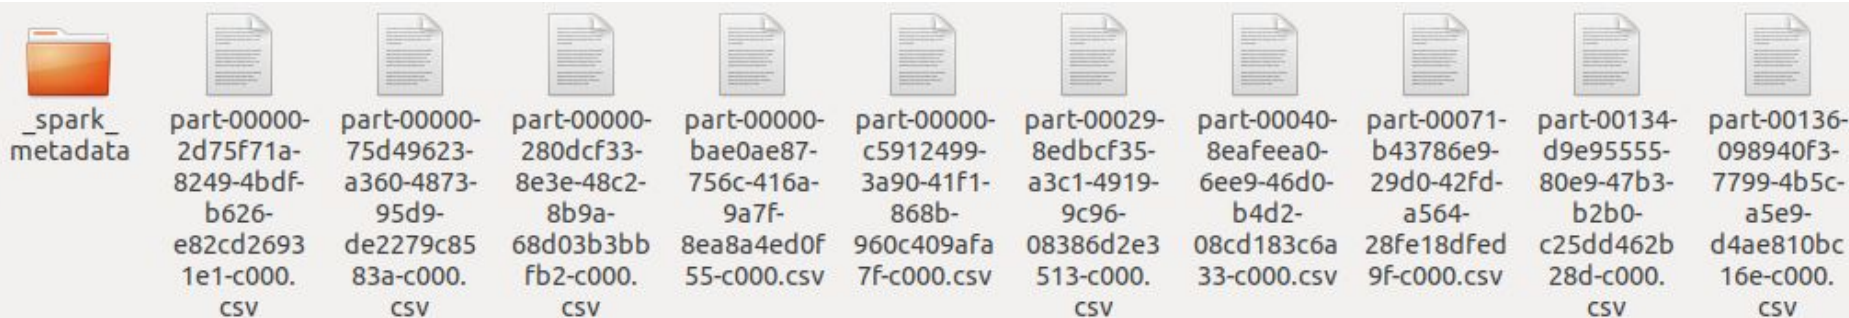 _spark_
metadata
part-00000-
2d75f71a-
8249-4bdf-
b626-
e82cd2693
1e1-c000.
csv
part-00000-
75d49623-
a360-4873-
95d9-
de2279c85
83a-c000.
csv
part-00000-
280dcf33-
8e3e-48c2-
8b9a-
68d03b3bb
fb2-c000.
csv
part-00000-
bae0ae87-
756c-416a-
9a7f-
8ea8a4ed0f
55-c000.csv
part-00000-
c5912499-
3a90-41f1-
868b-
960c409afa
7f-c000.csv
part-00029-
8edbcf35-
a3c1-4919-
9c96-
08386d2e3
513-c000.
csv
part-00040-
8eafeea0-
6ee9-46d0-
b4d2-
08cd183c6a
33-c000.csv
part-00071-
b43786e9-
29d0-42fd-
a564-
28fe18dfed
9f-c000.csv
part-00134-
d9e95555-
80e9-47b3-
b2b0-
c25dd462b
28d-c000.
csv
part-00136-
098940f3-
7799-4b5c-
a5e9-
d4ae810bc
16e-c000.
csv